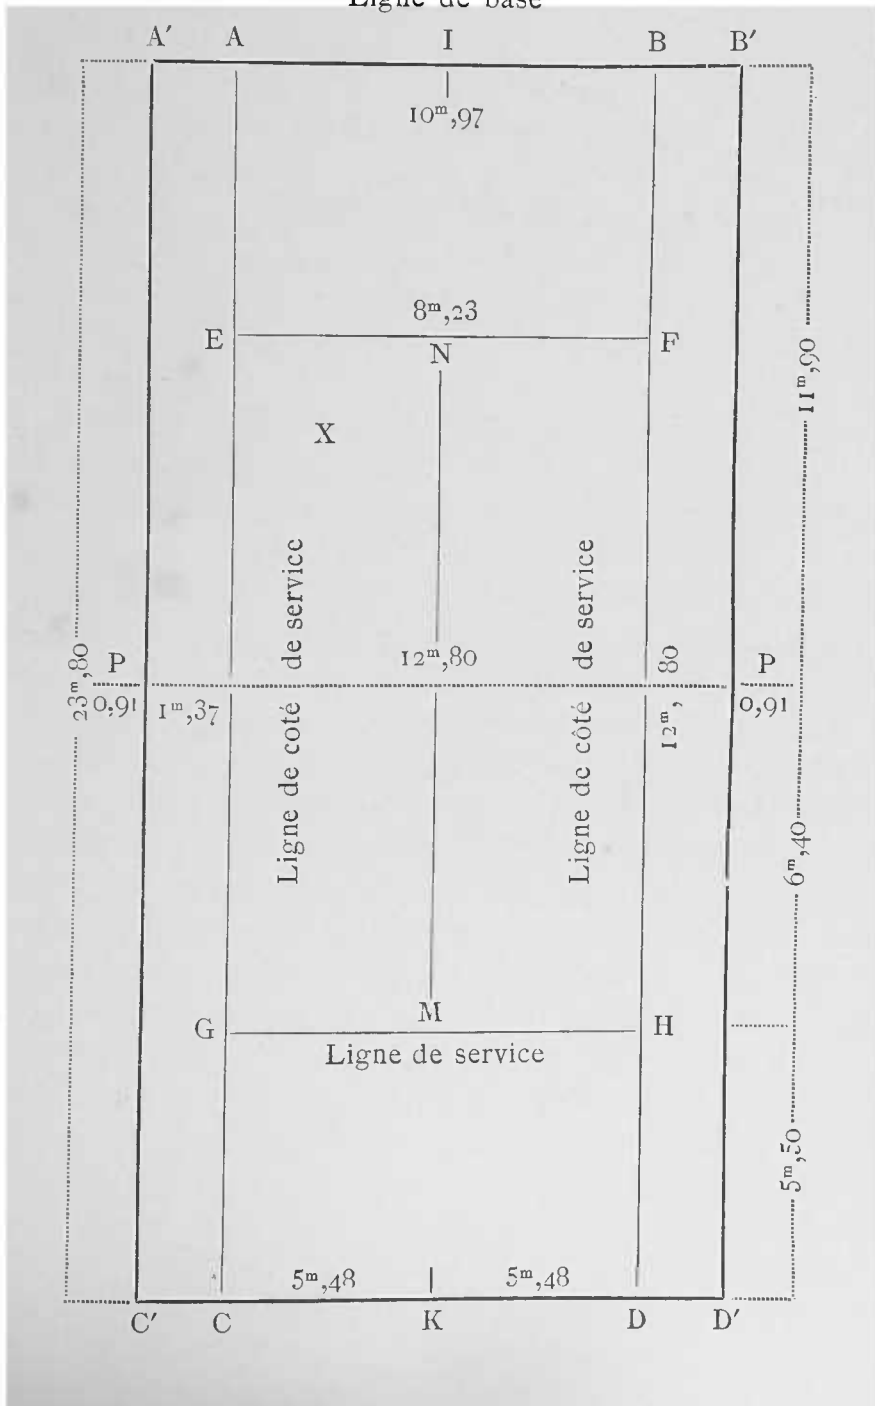 Ligne de base
A′ A I B B′
10ᵐ,97
8ᵐ,23
E N F
11ᵐ,90
X
de service
de service
23ᵐ,80
P
12ᵐ,80
12ᵐ,80
P
0,91
1ᵐ,37
0,91
Ligne de coté
Ligne de côté
6ᵐ,40
G M H
Ligne de service
5ᵐ,50
5ᵐ,48 5ᵐ,48
C′ C K D D′